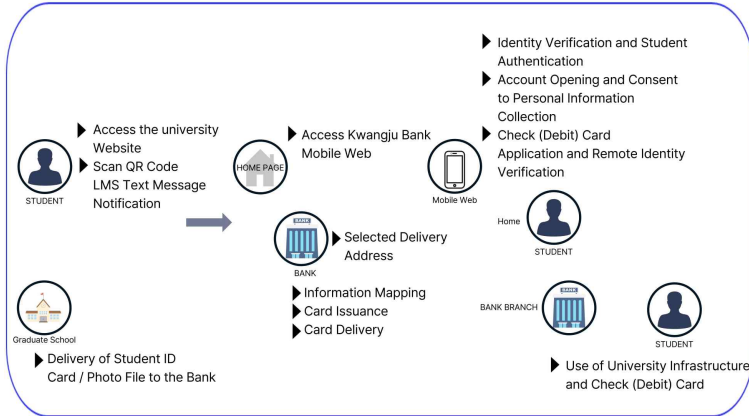 Identity Verification and Student
Authentication
Account Opening and Consent
to Personal Information
Collection
Check (Debit) Card
Application and Remote Identity
Verification
Access the university
Website
Scan QR Code
LMS Text Message
Notification
STUDENT
Access Kwangju Bank
Mobile Web
HOME PAGE
Mobile Web
Home
STUDENT
Selected Delivery
Address
BANK
BANK
Information Mapping
Card Issuance
Card Delivery
Graduate School
Delivery of Student ID
Card / Photo File to the Bank
BANK BRANCH
BANK
STUDENT
Use of University Infrastructure
and Check (Debit) Card